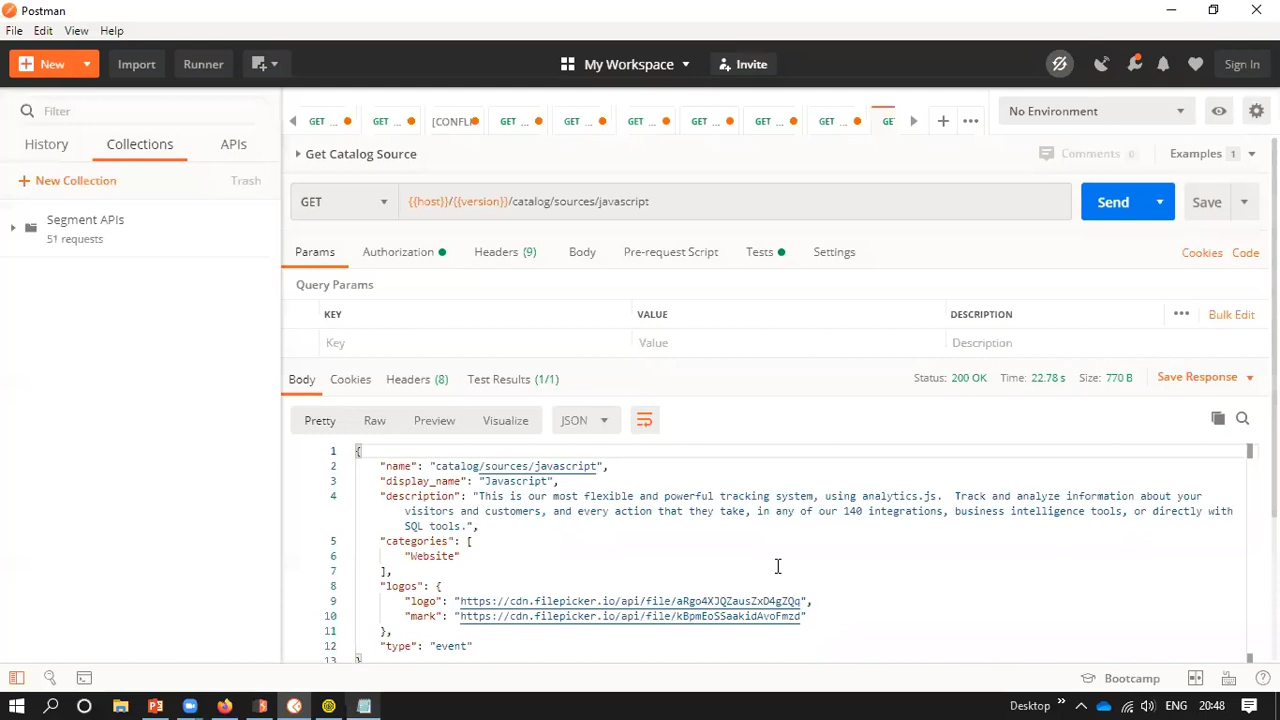 Postman
File Edit View Help
New Import Runner My Workspace Invite Sign In
Filter
GET ... GET ... [CONFLI GET ... GET ... GET ... GET ... GET ... GET ... GE
No Environment
History Collections APIs
Get Catalog Source
Comments 0 Examples 1
New Collection Trash
Segment APIs
51 requests
GET {{host}}/{{version}}/catalog/sources/javascript Send Save
Params Authorization Headers (9) Body Pre-request Script Tests Settings Cookies Code
Query Params
KEY VALUE DESCRIPTION ••• Bulk Edit
Key Value Description
Body Cookies Headers (8) Test Results (1/1) Status: 200 OK Time: 22.78 s Size: 770 B Save Response
Pretty Raw Preview Visualize JSON
1 {
2 "name": "catalog/sources/javascript",
3 "display_name": "Javascript",
4 "description": "This is our most flexible and powerful tracking system, using analytics.js.  Track and analyze information about your
visitors and customers, and every action that they take, in any of our 140 integrations, business intelligence tools, or directly with
SQL tools.",
5 "categories": [
6 "Website"
7 ],
8 "logos": {
9 "logo": "https://cdn.filepicker.io/api/file/aRgo4XJQZausZxD4gZQq",
10 "mark": "https://cdn.filepicker.io/api/file/kBpmEoSSaakidAvoFmzd"
11 },
12 "type": "event"
13 }
Bootcamp
Desktop » ENG 20:48